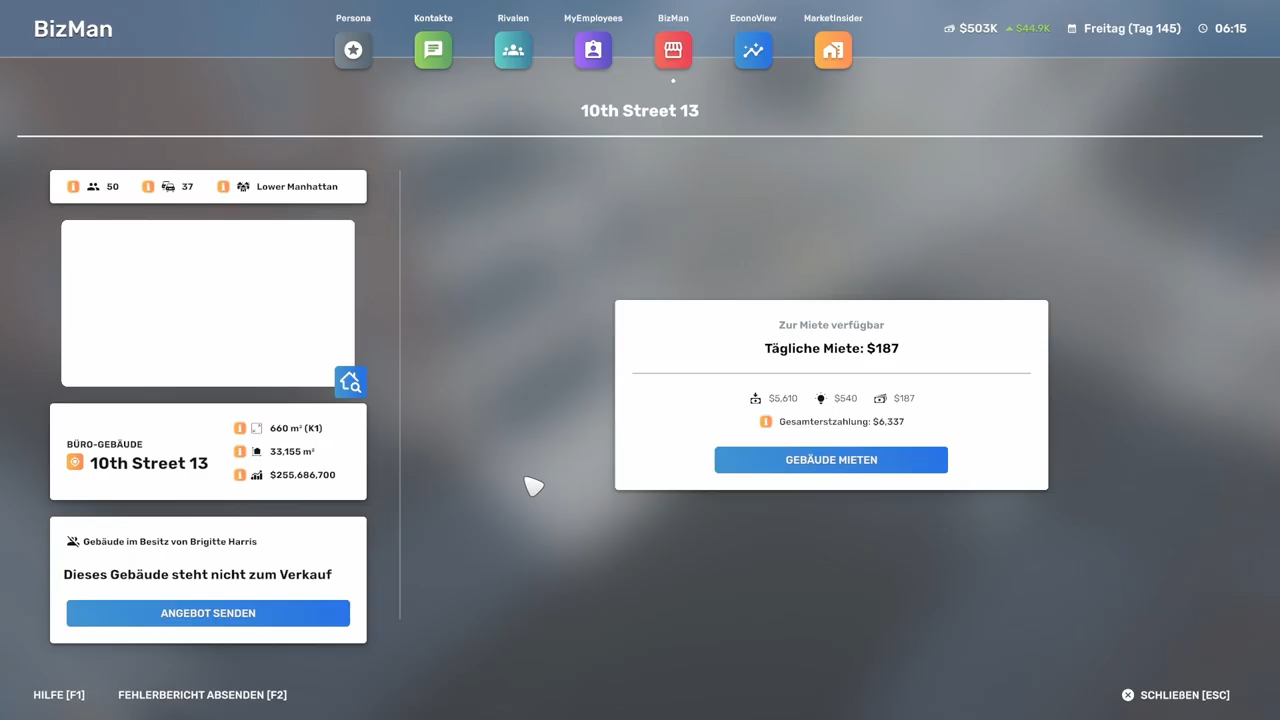 BizMan
Persona
Kontakte
Rivalen
MyEmployees
BizMan
EconoView
MarketInsider
$503K
$44.9K
Freitag (Tag 145)
06:15
10th Street 13
50
37
Lower Manhattan
BÜRO-GEBÄUDE
10th Street 13
660 m² (K1)
33,155 m²
$255,686,700
Gebäude im Besitz von Brigitte Harris
Dieses Gebäude steht nicht zum Verkauf
ANGEBOT SENDEN
Zur Miete verfügbar
Tägliche Miete: $187
$5,610 $540 $187
Gesamterstzahlung: $6,337
GEBÄUDE MIETEN
HILFE [F1]
FEHLERBERICHT ABSENDEN [F2]
SCHLIEßEN [ESC]